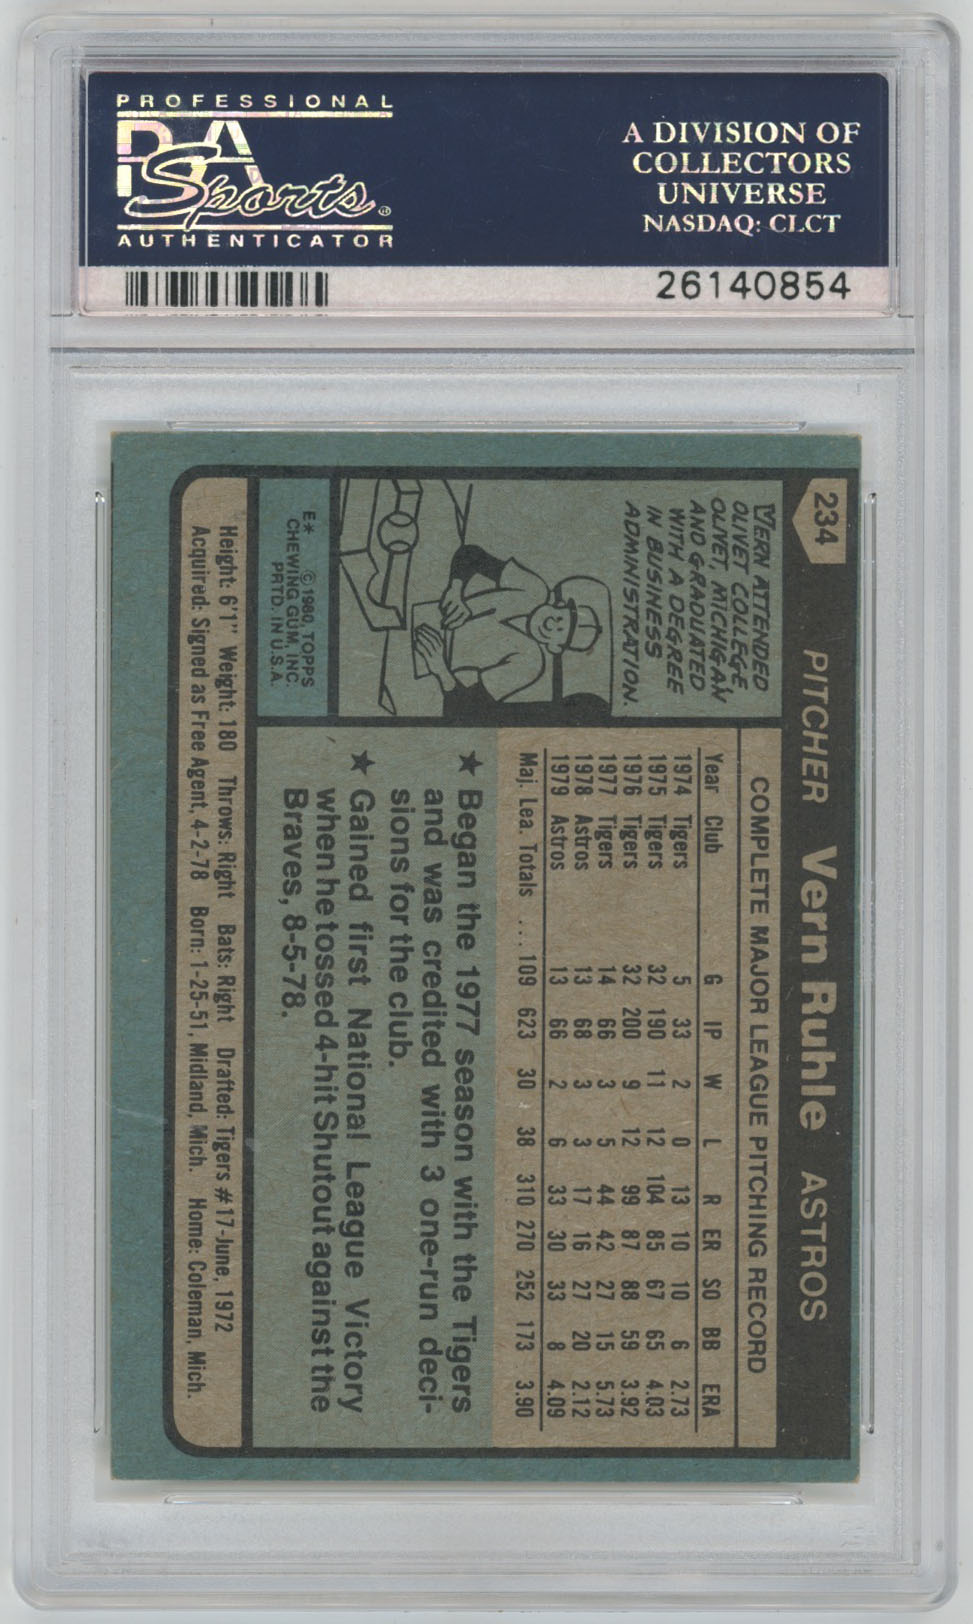 PROFESSIONAL
PSA
Sports®
AUTHENTICATOR
A DIVISION OF
COLLECTORS
UNIVERSE
NASDAQ: CLCT
26140854
234
PITCHER Vern Ruhle ASTROS
VERN ATTENDED
OLIVET COLLEGE
OLIVET, MICHIGAN
AND GRADUATED
WITH A DEGREE
IN BUSINESS
ADMINISTRATION.
E* © 1980, TOPPS
CHEWING GUM, INC.
PRTD. IN U.S.A.
COMPLETE MAJOR LEAGUE PITCHING RECORD
Year Club G IP W L R ER SO BB ERA
1974 Tigers 5 33 2 0 13 10 10 6 2.73
1975 Tigers 32 190 11 12 104 85 67 65 4.03
1976 Tigers 32 200 9 12 99 87 88 59 3.92
1977 Tigers 14 66 3 5 44 42 27 15 5.73
1978 Astros 13 68 3 3 17 16 27 20 2.12
1979 Astros 13 66 2 6 33 30 33 8 4.09
Maj. Lea. Totals . . . . 109 623 30 38 310 270 252 173 3.90
★ Began the 1977 season with the Tigers
and was credited with 3 one-run deci-
sions for the club.
★ Gained first National League Victory
when he tossed 4-hit Shutout against the
Braves, 8-5-78.
Height: 6'1" Weight: 180 Throws: Right Bats: Right Drafted: Tigers #17-June, 1972
Acquired: Signed as Free Agent, 4-2-78 Born: 1-25-51, Midland, Mich. Home: Coleman, Mich.